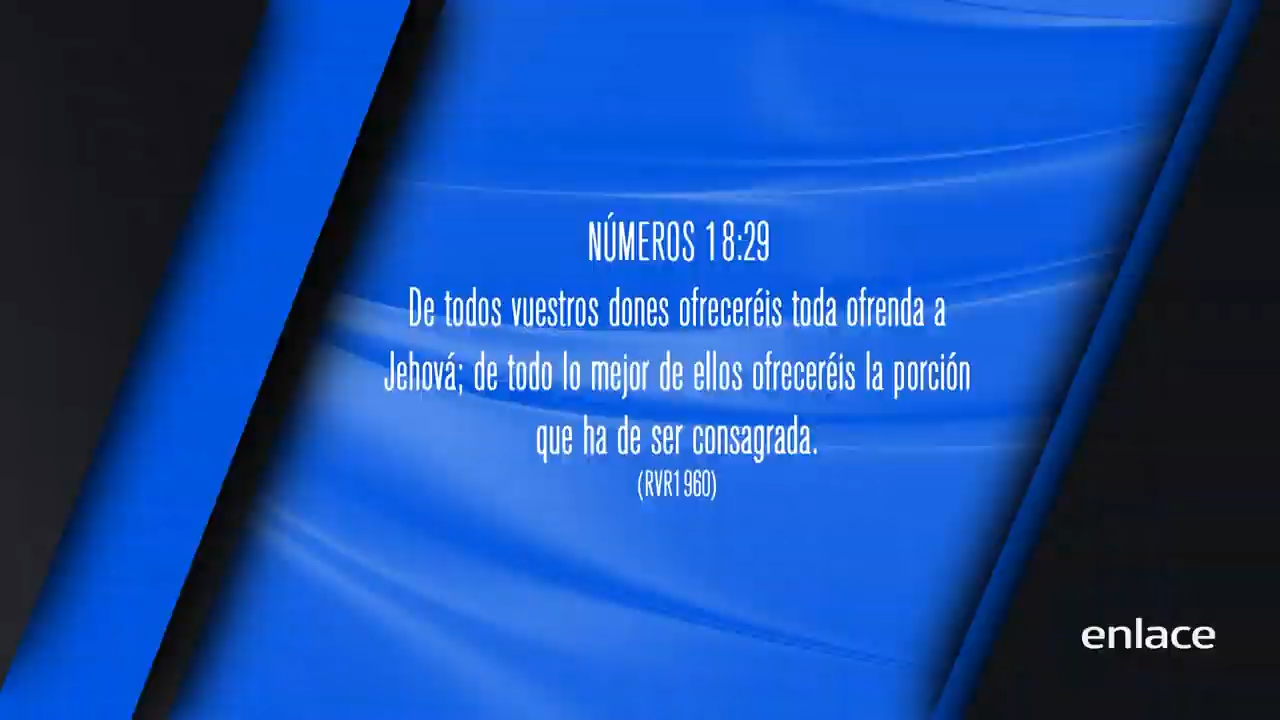 NÚMEROS 18:29
De todos vuestros dones ofreceréis toda ofrenda a
Jehová; de todo lo mejor de ellos ofreceréis la porción
que ha de ser consagrada.
(RVR1960)
enlace